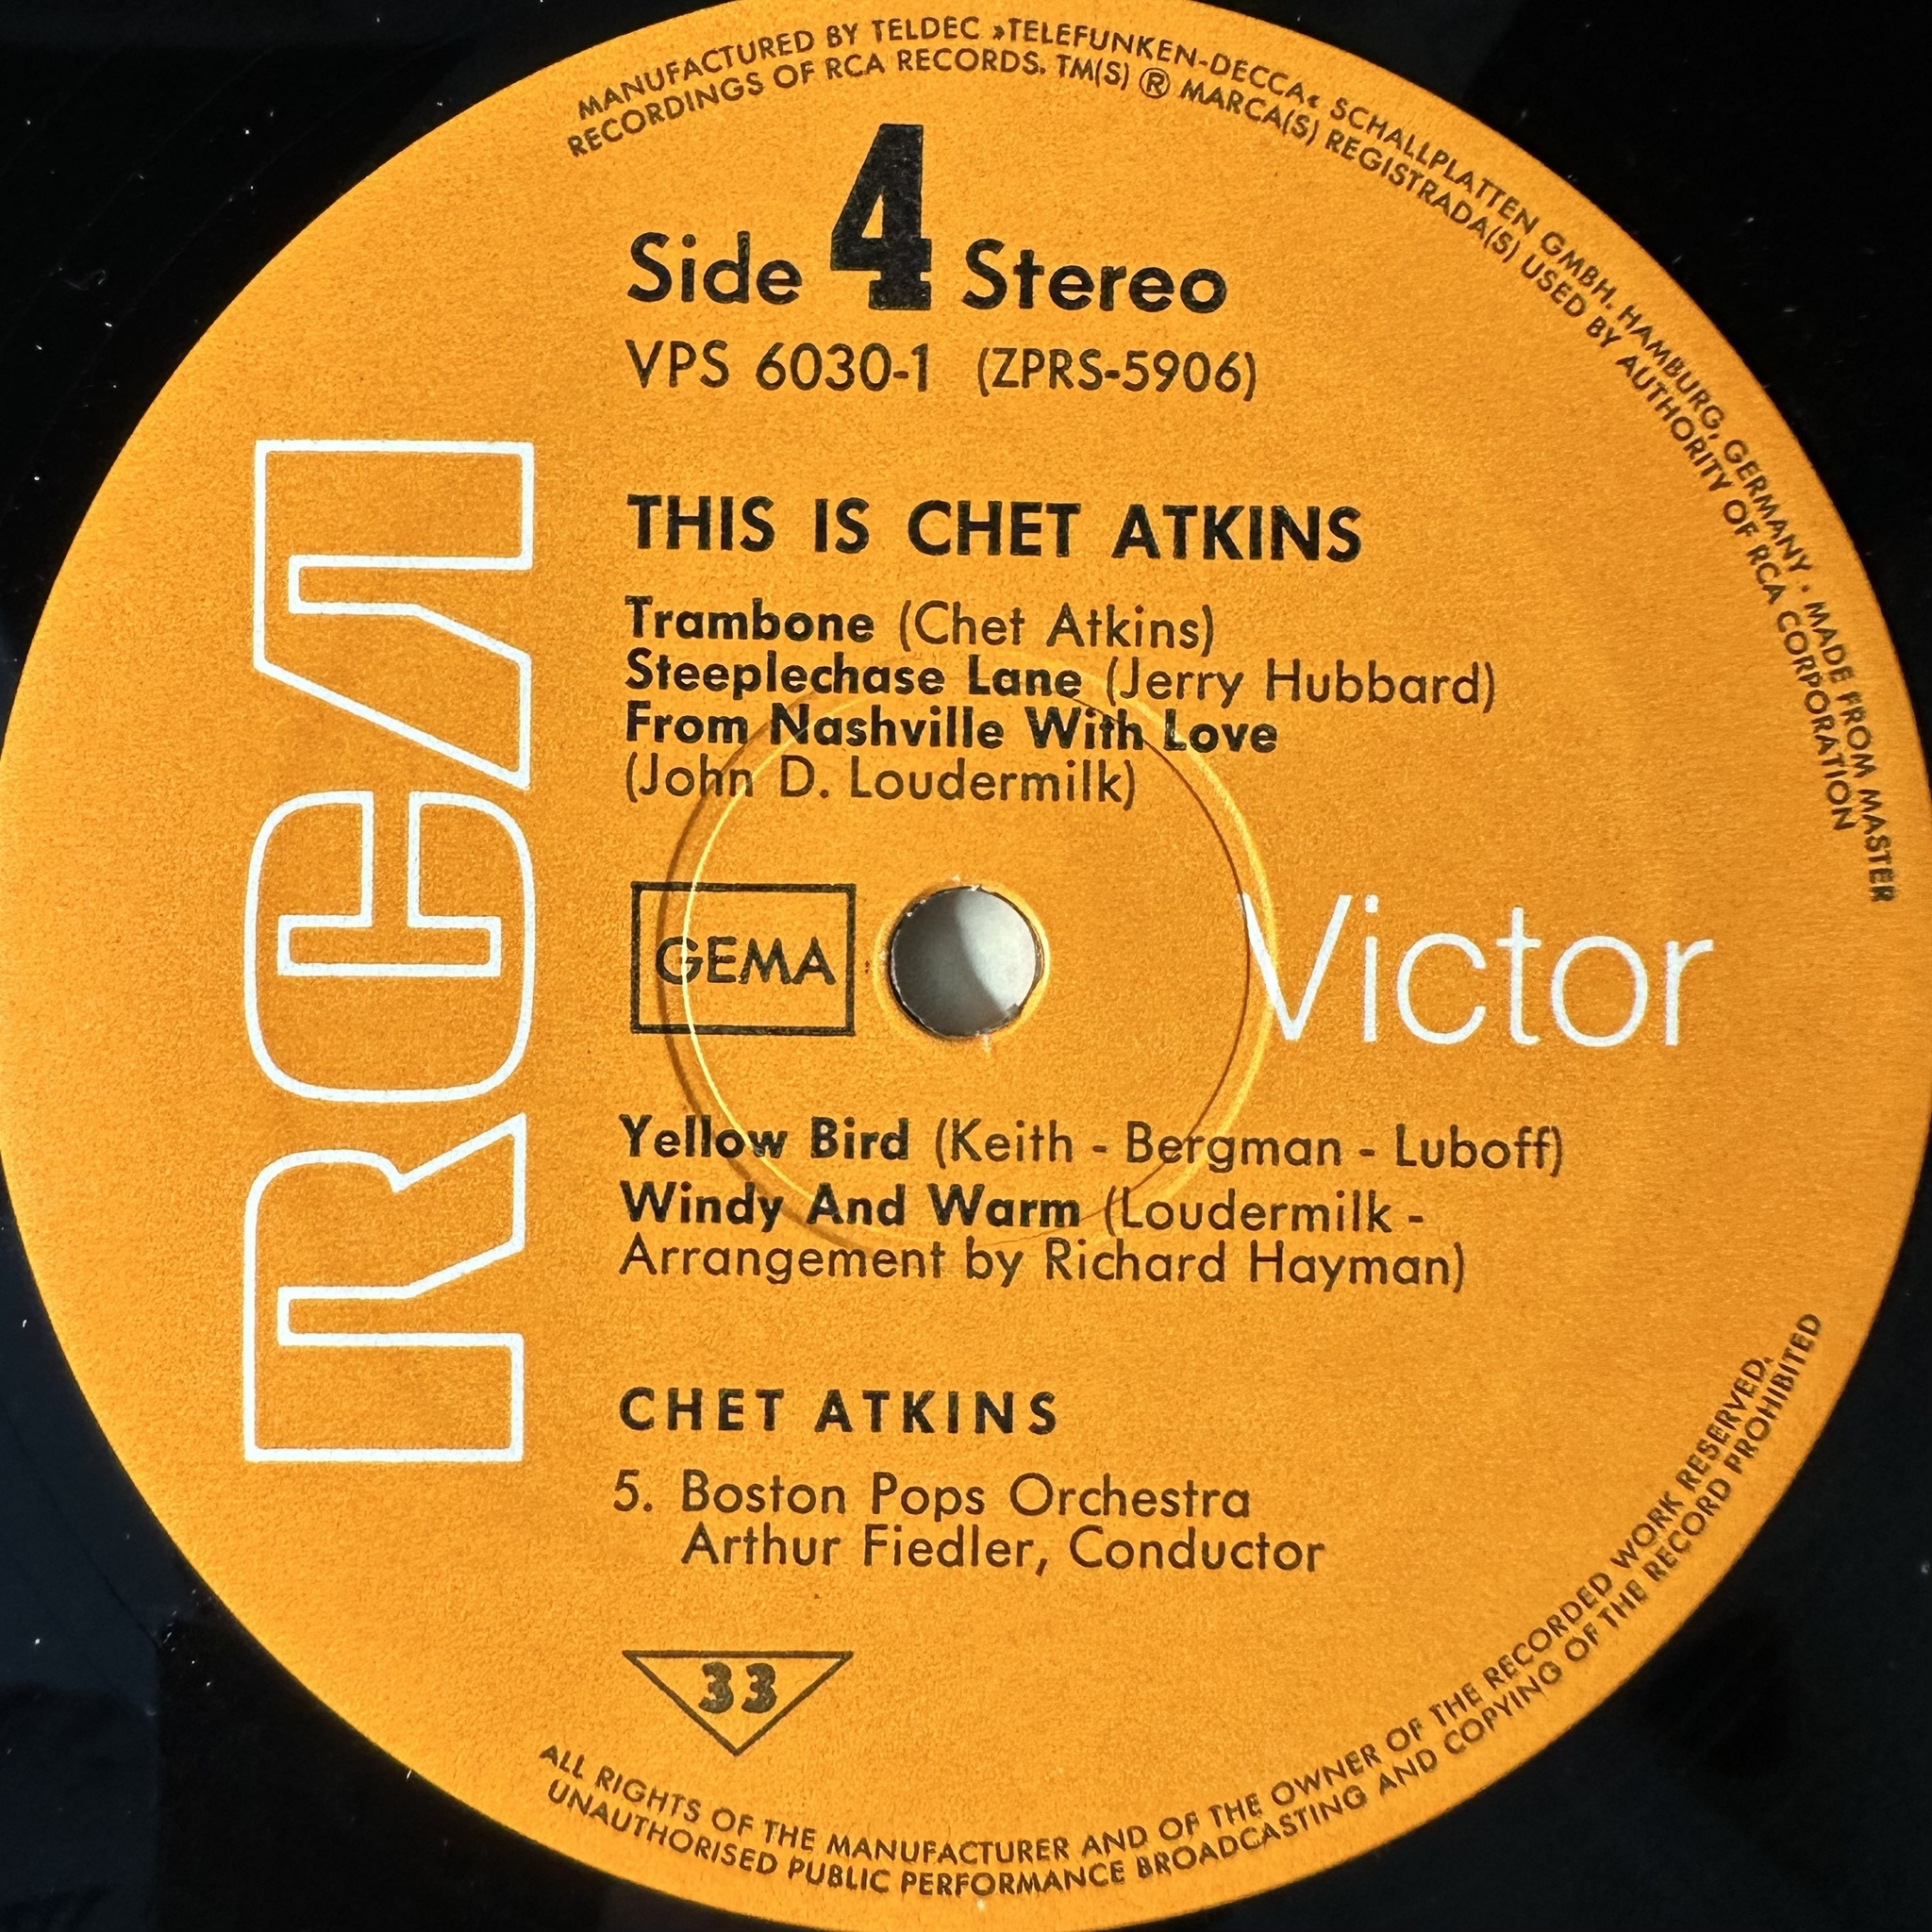 MANUFACTURED BY TELDEC »TELEFUNKEN-DECCA« SCHALLPLATTEN GMBH. HAMBURG, GERMANY · MADE FROM MASTER
RECORDINGS OF RCA RECORDS. TM(S) ® MARCA(S) REGISTRADA(S) USED BY AUTHORITY OF RCA CORPORATION
Side 4 Stereo
VPS 6030-1 (ZPRS-5906)
THIS IS CHET ATKINS
Trambone (Chet Atkins)
Steeplechase Lane (Jerry Hubbard)
From Nashville With Love
(John D. Loudermilk)
RCA
GEMA
Victor
Yellow Bird (Keith - Bergman - Luboff)
Windy And Warm (Loudermilk -
Arrangement by Richard Hayman)
CHET ATKINS
5. Boston Pops Orchestra
Arthur Fiedler, Conductor
33
ALL RIGHTS OF THE MANUFACTURER AND OF THE OWNER OF THE RECORDED WORK RESERVED.
UNAUTHORISED PUBLIC PERFORMANCE BROADCASTING AND COPYING OF THE RECORD PROHIBITED